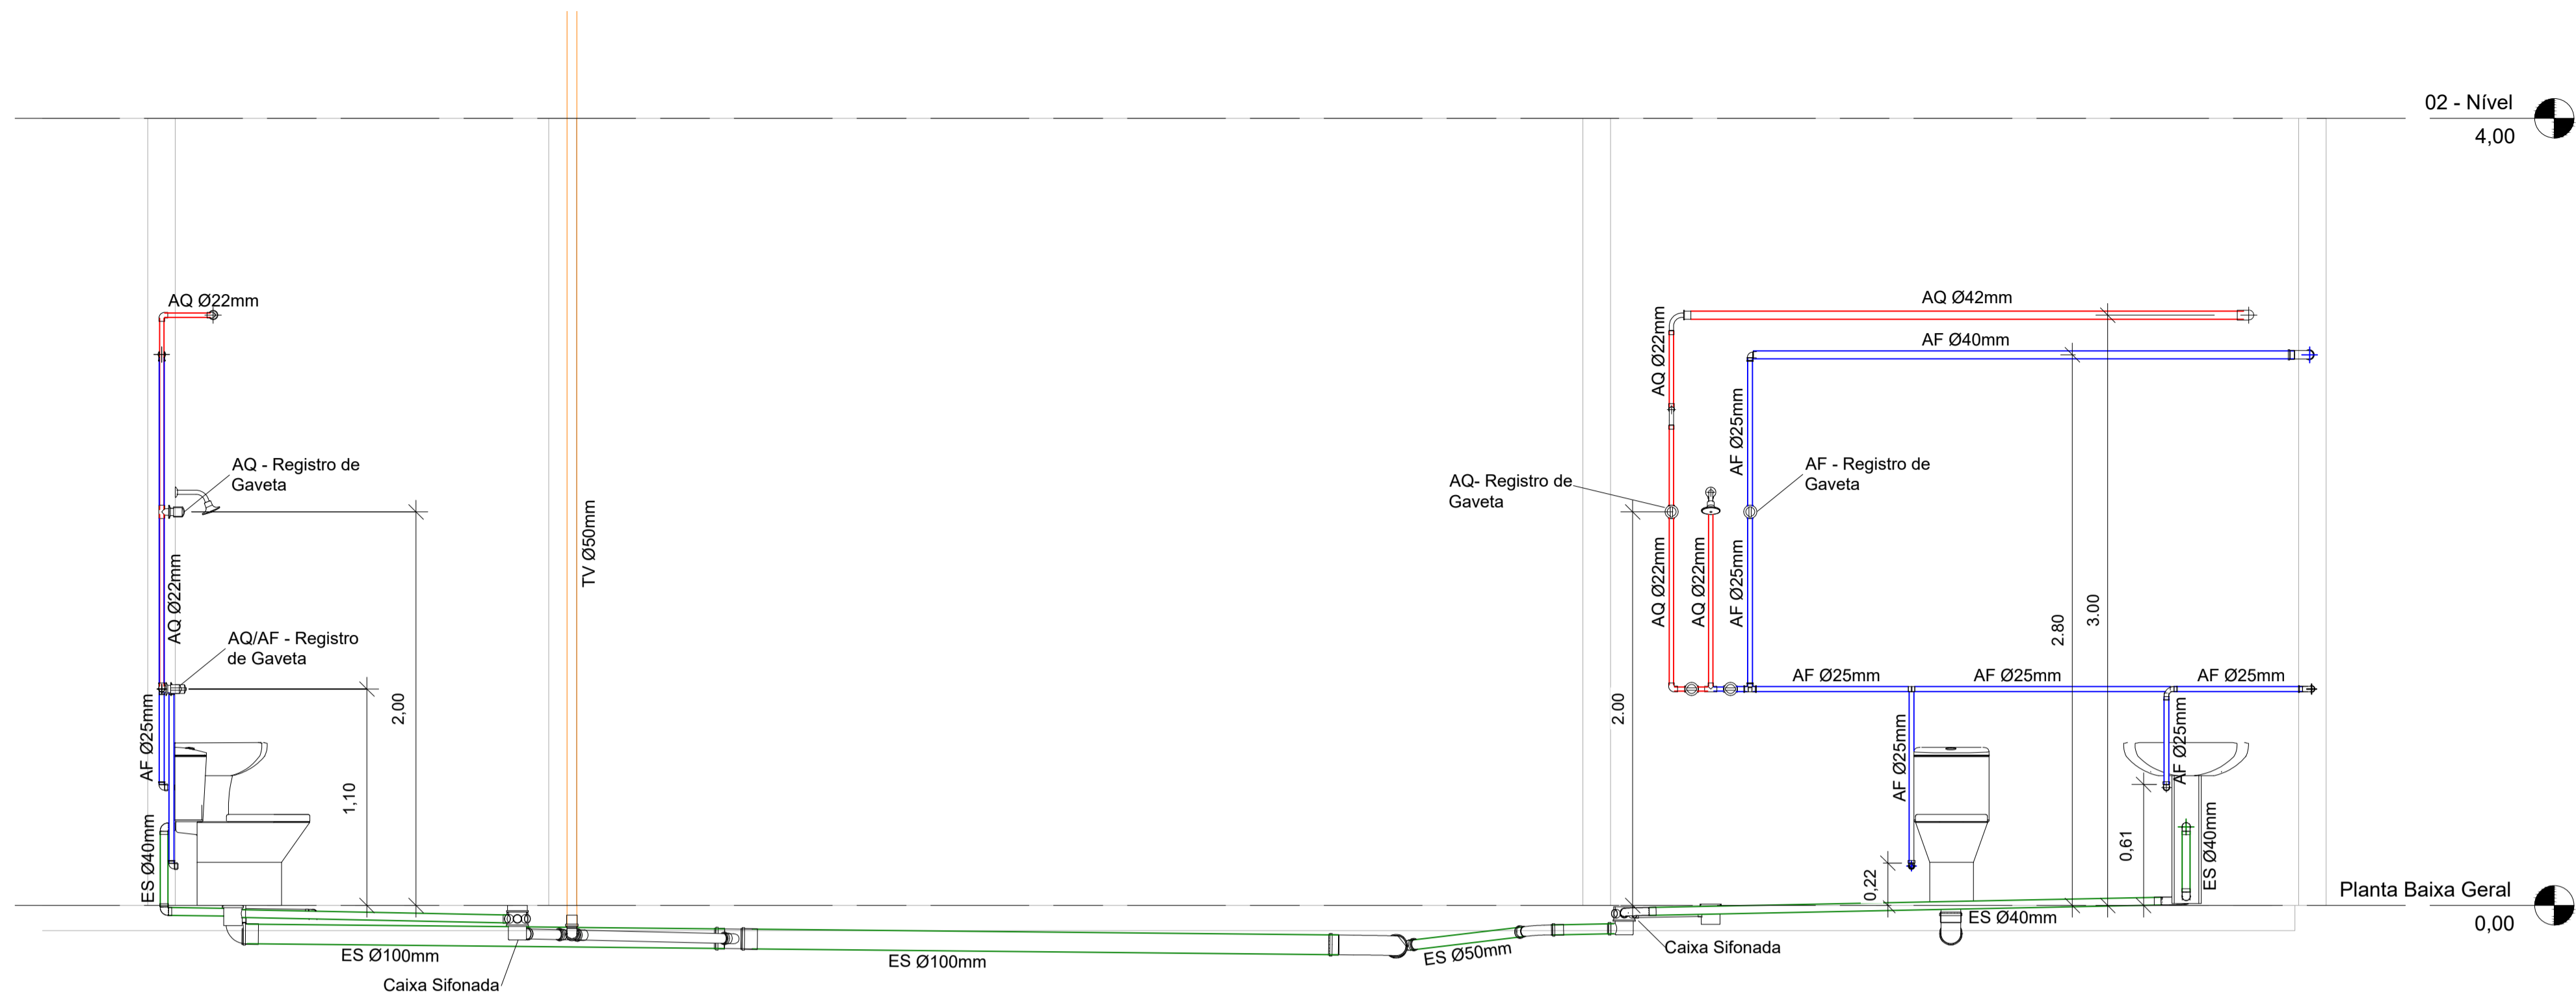 02 - Nível
4,00
AQ Ø22mm
AQ - Registro de
Gaveta
AQ Ø22mm
AQ/AF - Registro
de Gaveta
AF Ø25mm
ES Ø40mm
1,10
2,00
TV Ø50mm
ES Ø100mm
Caixa Sifonada
ES Ø100mm
ES Ø50mm
AQ Ø42mm
AF Ø40mm
AQ Ø22mm
AF Ø25mm
AQ- Registro de
Gaveta
AF - Registro de
Gaveta
AQ Ø22mm
AQ Ø22mm
AF Ø25mm
2.00
2.80
3.00
AF Ø25mm
AF Ø25mm
AF Ø25mm
AF Ø25mm
AF Ø25mm
0,22
0,61
ES Ø40mm
ES Ø40mm
Caixa Sifonada
Planta Baixa Geral
0,00